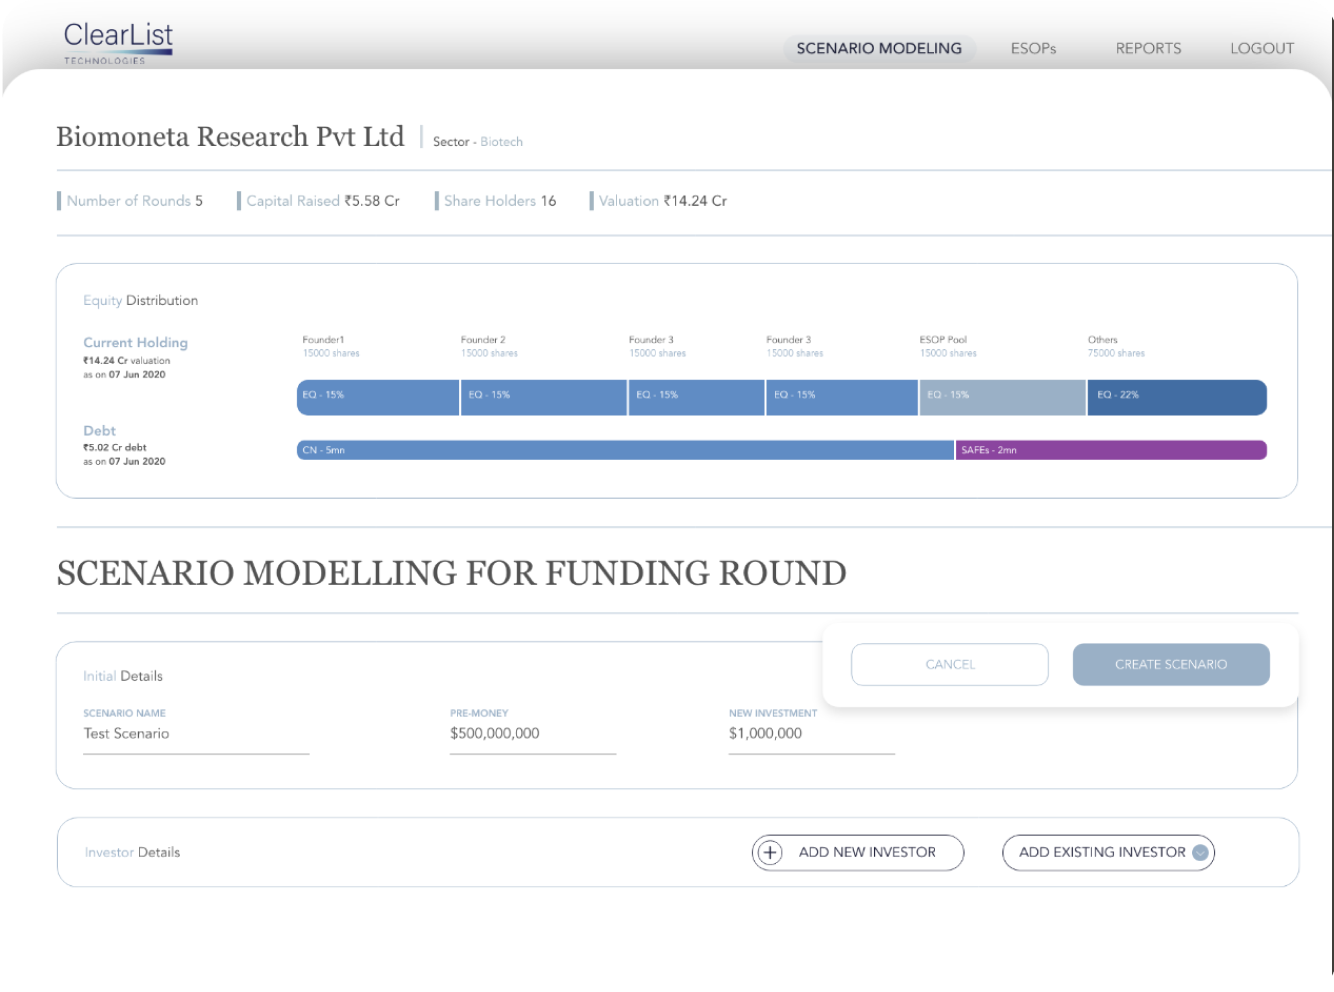 ClearList
TECHNOLOGIES
SCENARIO MODELING ESOPs REPORTS LOGOUT
Biomoneta Research Pvt Ltd Sector - Biotech
Number of Rounds 5 Capital Raised ₹5.58 Cr Share Holders 16 Valuation ₹14.24 Cr
Equity Distribution
Current Holding
₹14.24 Cr valuation
as on 07 Jun 2020
Founder1 Founder 2 Founder 3 Founder 3 ESOP Pool Others
15000 shares 15000 shares 15000 shares 15000 shares 15000 shares 75000 shares
EQ - 15% EQ - 15% EQ - 15% EQ - 15% EQ - 15% EQ - 22%
Debt
₹5.02 Cr debt
as on 07 Jun 2020
CN - 5mn SAFEs - 2mn
SCENARIO MODELLING FOR FUNDING ROUND
CANCEL CREATE SCENARIO
Initial Details
SCENARIO NAME PRE-MONEY NEW INVESTMENT
Test Scenario $500,000,000 $1,000,000
Investor Details ADD NEW INVESTOR ADD EXISTING INVESTOR